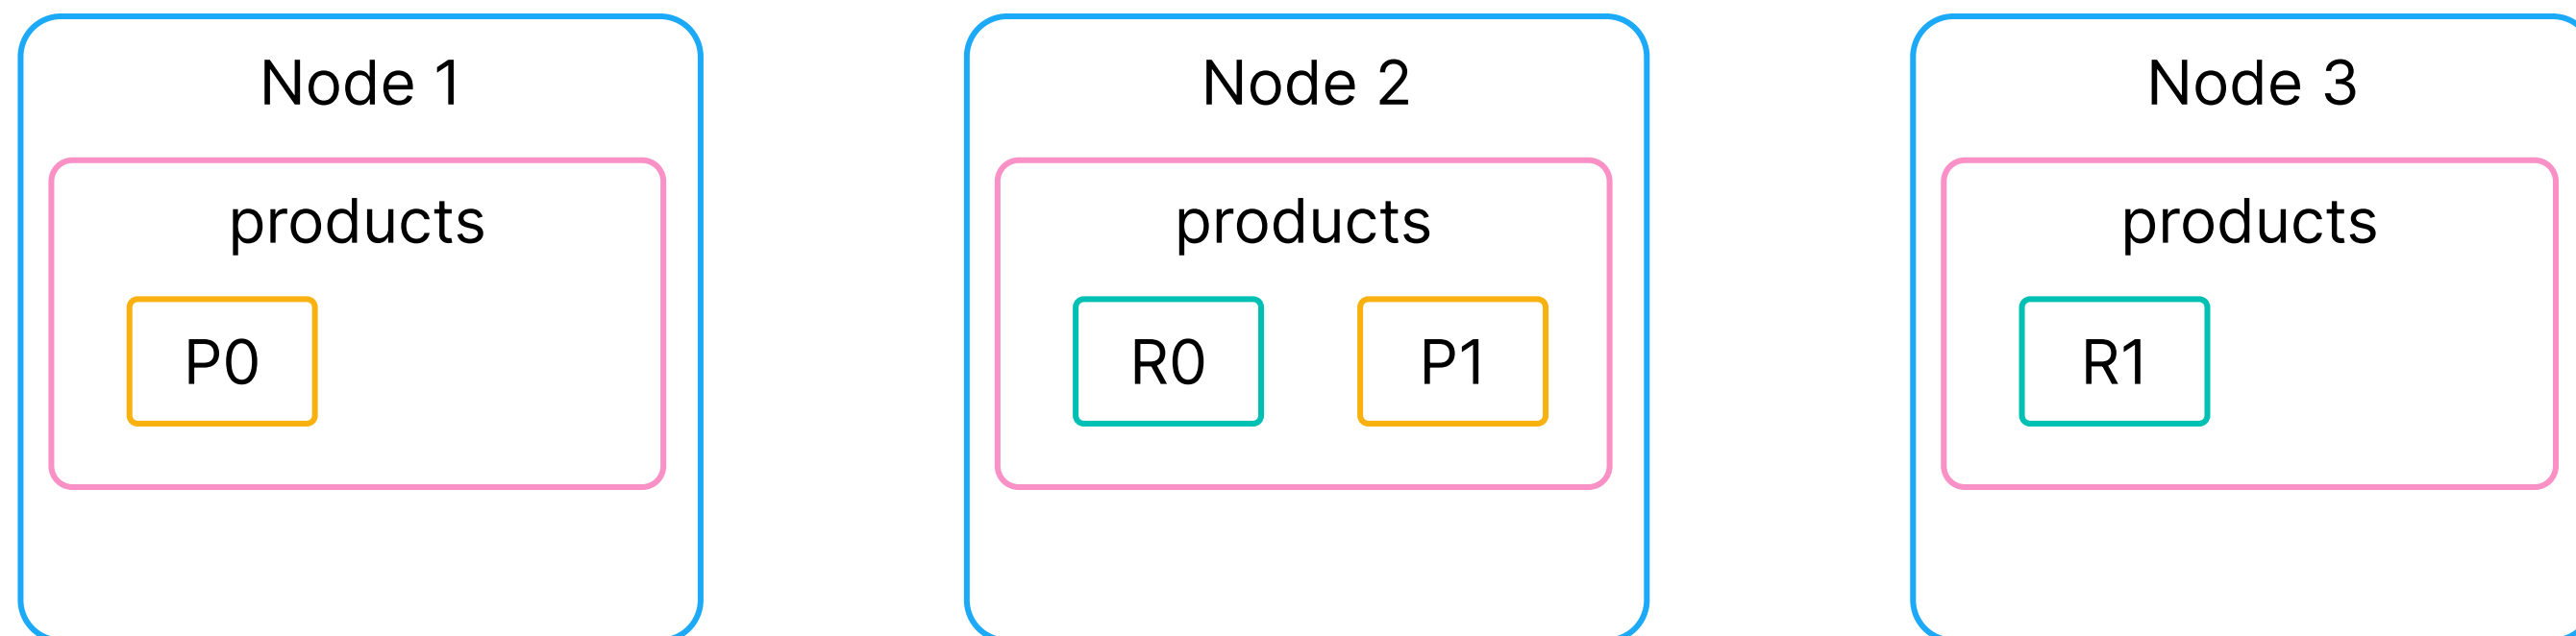 Node 1
products
P0
Node 2
products
R0 P1
Node 3
products
R1